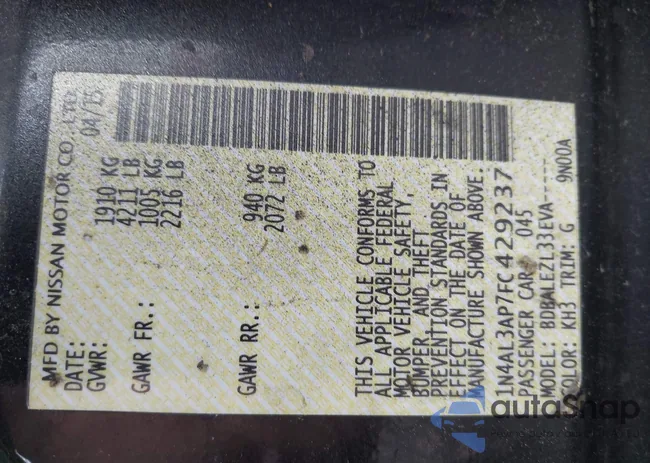 MFD BY NISSAN MOTOR CO., LTD.
DATE: 04/15
GVWR: 1910 KG
4211 LB
GAWR FR.: 1005 KG
2216 LB
GAWR RR.: 940 KG
2072 LB
THIS VEHICLE CONFORMS TO
ALL APPLICABLE FEDERAL
MOTOR VEHICLE SAFETY,
BUMPER, AND THEFT
PREVENTION STANDARDS IN
EFFECT ON THE DATE OF
MANUFACTURE SHOWN ABOVE.
1N4AL3AP7FC429237
PASSENGER CAR 045
MODEL: BDBALEZL33EVA-----
COLOR: KH3 TRIM: G 9N00A
autoShap